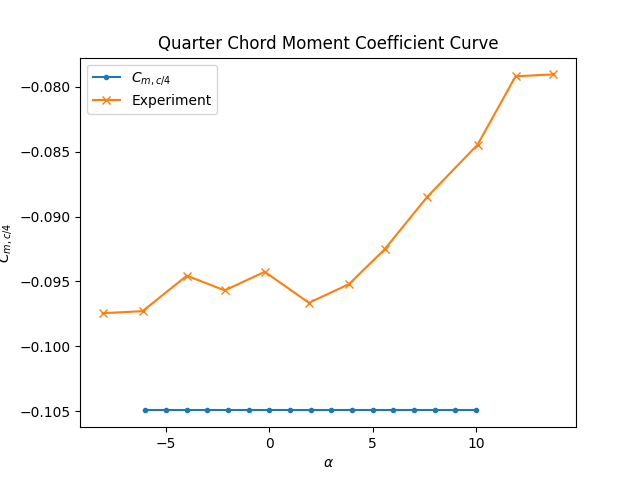 Quarter Chord Moment Coefficient Curve
C_{m, c/4}
Experiment
−0.080
−0.085
−0.090
−0.095
−0.100
−0.105
C_{m, c/4}
−5
0
5
10
α